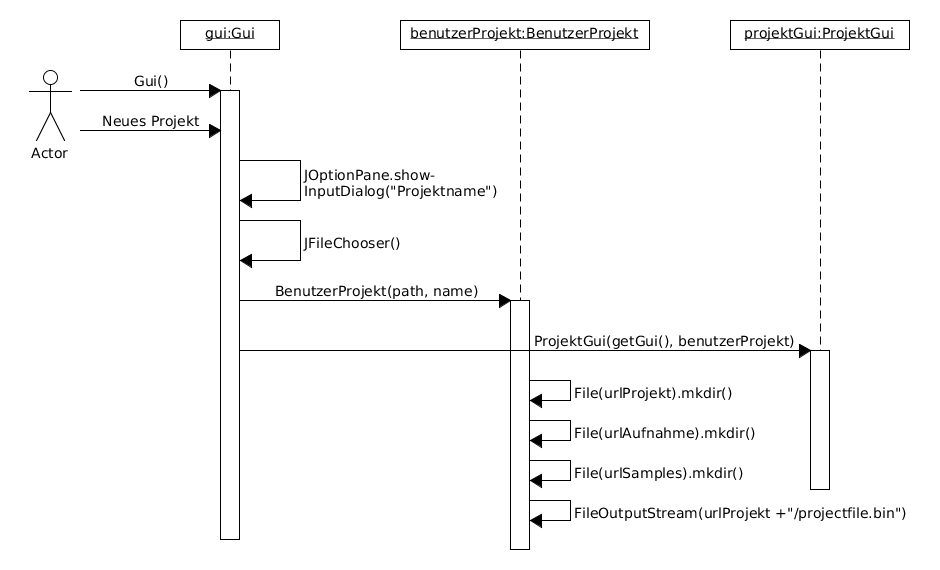 gui:Gui
benutzerProjekt:BenutzerProjekt
projektGui:ProjektGui
Gui()
Neues Projekt
Actor
JOptionPane.show-
InputDialog("Projektname")
JFileChooser()
BenutzerProjekt(path, name)
ProjektGui(getGui(), benutzerProjekt)
File(urlProjekt).mkdir()
File(urlAufnahme).mkdir()
File(urlSamples).mkdir()
FileOutputStream(urlProjekt +"/projectfile.bin")